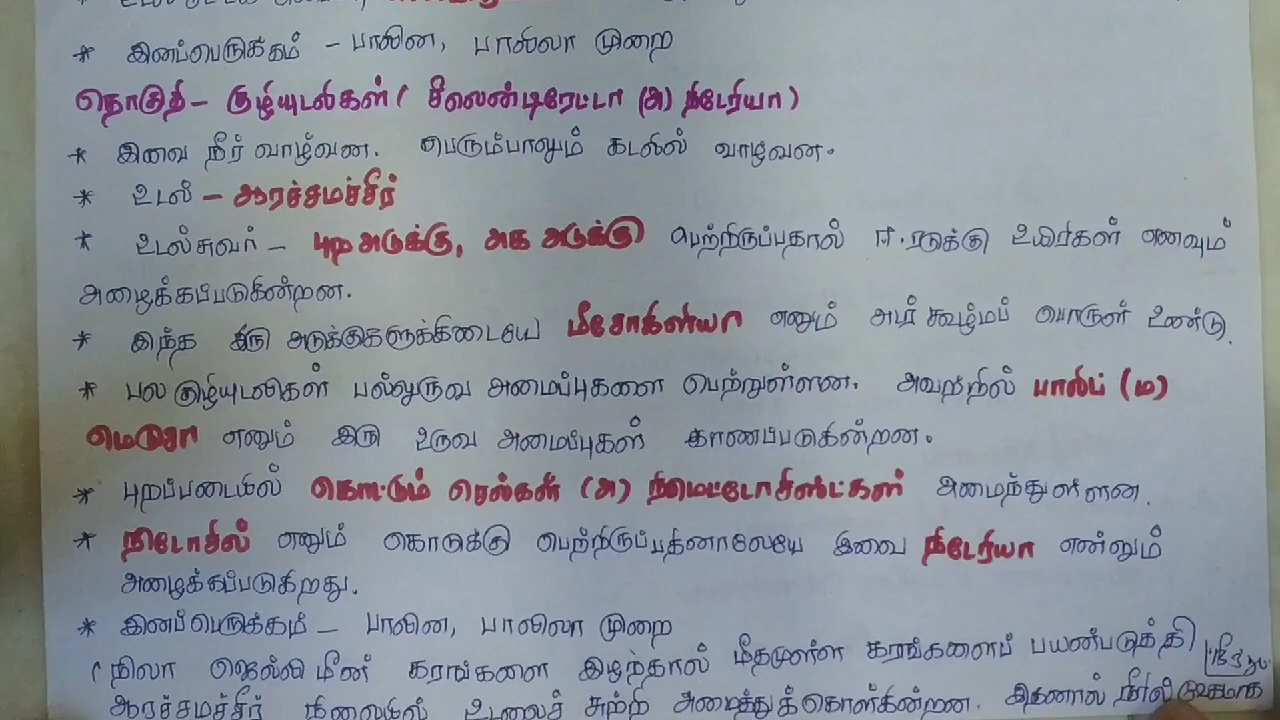 * இனப்பெருக்கம் - பாலின, பாலிலா முறை
தொகுதி - குழியுடலிகள் ( சீலெண்டிரேட்டா (அ) நிடேரியா )
* இவை நீர் வாழ்வன. பெரும்பாலும் கடலில் வாழ்வன.
* உடல் - ஆரச்சமச்சீர்
* உடல்சுவர் - புற அடுக்கு, அக அடுக்கு பெற்றிருப்பதால் ஈரடுக்கு உயிர்கள் எனவும்
அழைக்கப்படுகின்றன.
* இந்த இரு அடுக்குகளுக்கிடையே மீசோகிளியா எனும் அடர் கூழ்மப் பொருள் உண்டு.
* பல குழியுடலிகள் பல்லுருவ அமைப்புகளை பெற்றுள்ளன. அவற்றில் பாலிப் (ம)
மெடுசா எனும் இரு உருவ அமைப்புகள் காணப்படுகின்றன.
* புறப்படையில் கொட்டும் செல்கள் (அ) நிமெட்டோசிஸ்ட்கள் அமைந்துள்ளன.
* நிடோசில் எனும் கொடுக்கு பெற்றிருப்பதினாலேயே இவை நிடேரியா என்னும்
அழைக்கப்படுகிறது.
* இனப்பெருக்கம் - பாலின, பாலிலா முறை
( நிலா ஜெல்லி மீன் கரங்களை இழந்தால் மீதமுள்ள கரங்களைப் பயன்படுத்தி
ஆரச்சமச்சீர் நிலையில் உடலைச் சுற்றி அமைத்துக்கொள்கின்றன. இதனால் நீரில்